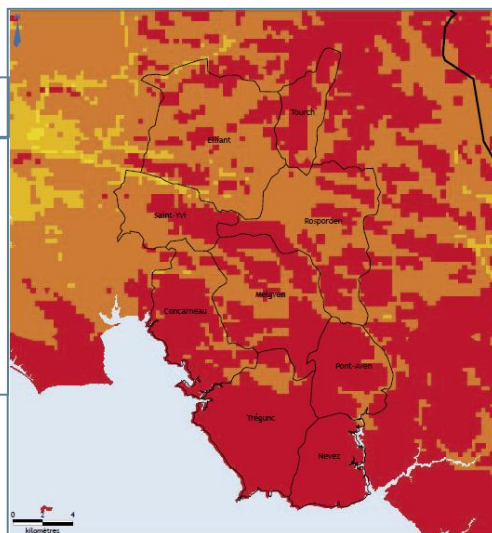 Elliant
Tourch
Saint-Yvi
Rosporden
Melgven
Concarneau
Pont-Aven
Trégunc
Nevez
0 2 4
kilomètres